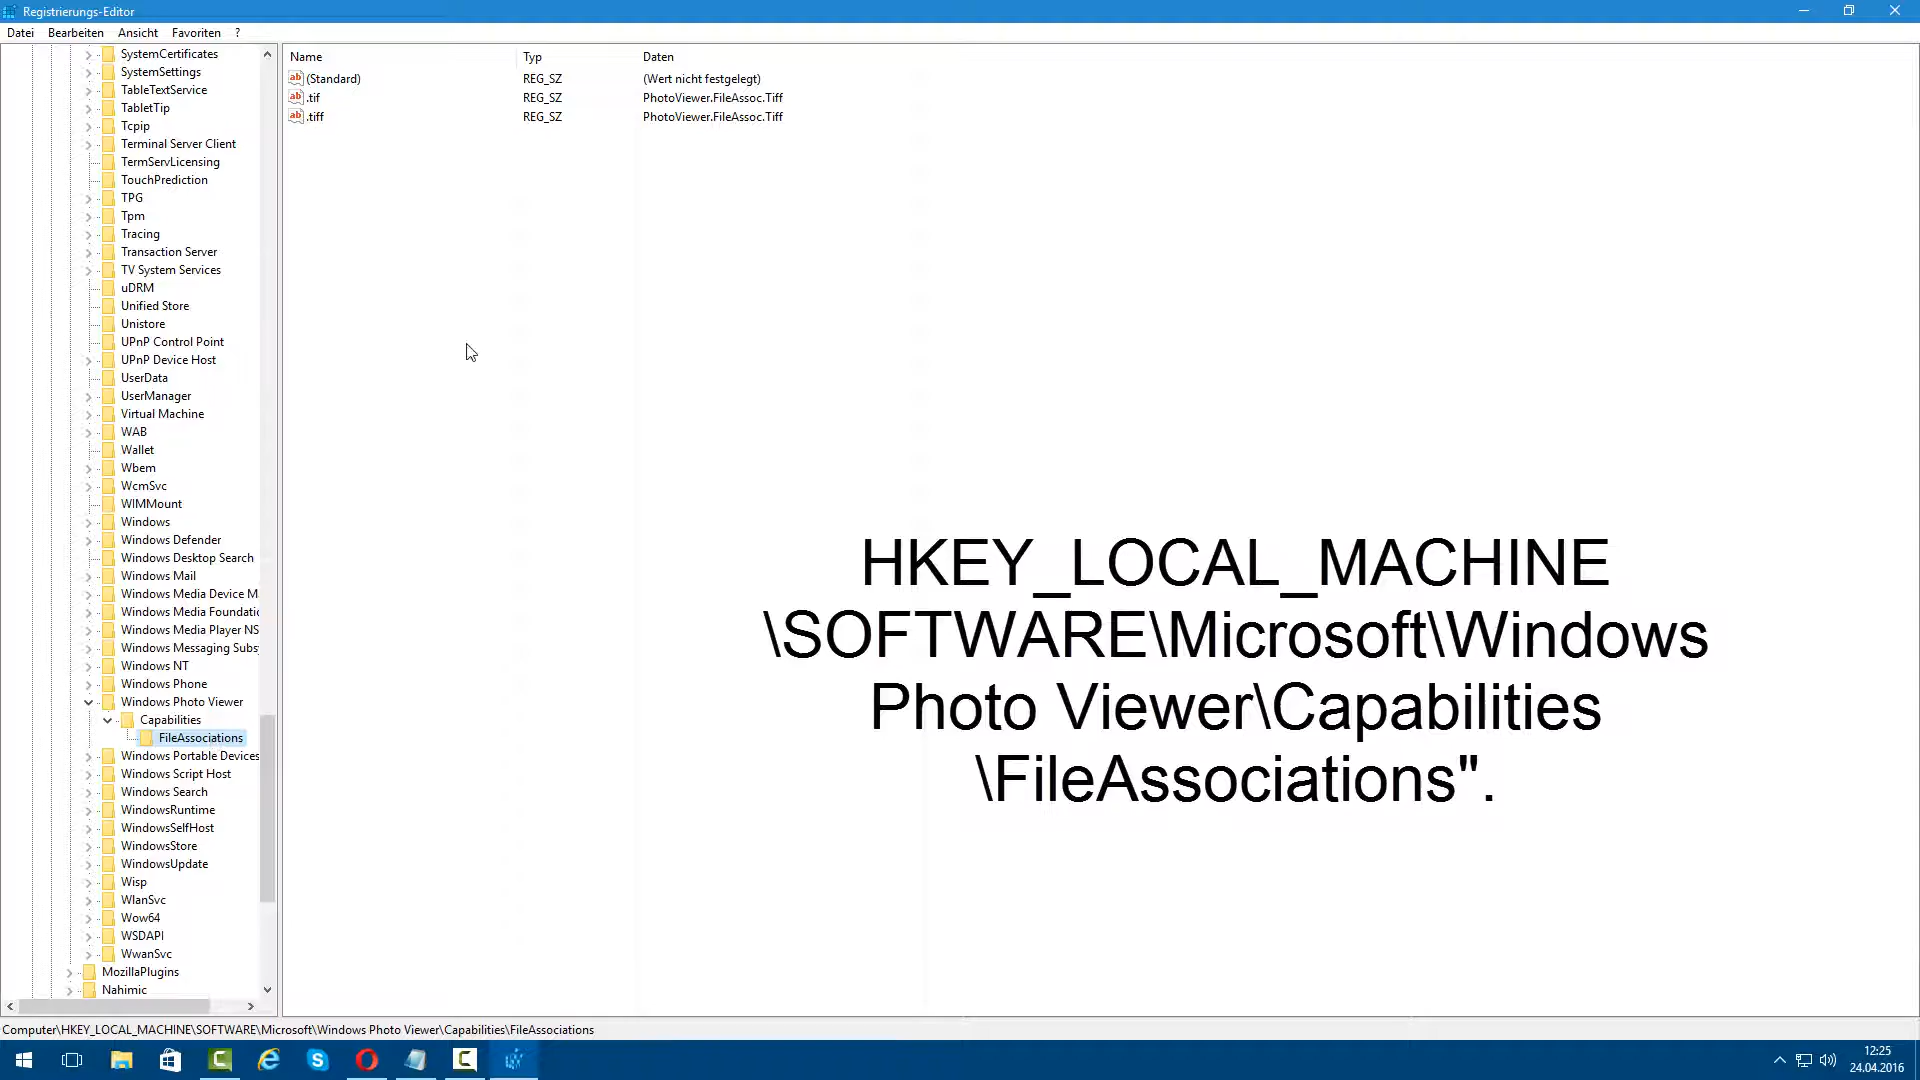 Registrierungs-Editor
Datei Bearbeiten Ansicht Favoriten ?
SystemCertificates
SystemSettings
TableTextService
TabletTip
Tcpip
Terminal Server Client
TermServLicensing
TouchPrediction
TPG
Tpm
Tracing
Transaction Server
TV System Services
uDRM
Unified Store
Unistore
UPnP Control Point
UPnP Device Host
UserData
UserManager
Virtual Machine
WAB
Wallet
Wbem
WcmSvc
WIMMount
Windows
Windows Defender
Windows Desktop Search
Windows Mail
Windows Media Device M
Windows Media Foundatic
Windows Media Player NS
Windows Messaging Subs
Windows NT
Windows Phone
Windows Photo Viewer
Capabilities
FileAssociations
Windows Portable Devices
Windows Script Host
Windows Search
WindowsRuntime
WindowsSelfHost
WindowsStore
WindowsUpdate
Wisp
WlanSvc
Wow64
WSDAPI
WwanSvc
MozillaPlugins
Nahimic
Name Typ Daten
(Standard) REG_SZ (Wert nicht festgelegt)
.tif REG_SZ PhotoViewer.FileAssoc.Tiff
.tiff REG_SZ PhotoViewer.FileAssoc.Tiff
HKEY_LOCAL_MACHINE
\SOFTWARE\Microsoft\Windows
Photo Viewer\Capabilities
\FileAssociations".
Computer\HKEY_LOCAL_MACHINE\SOFTWARE\Microsoft\Windows Photo Viewer\Capabilities\FileAssociations
12:25
24.04.2016